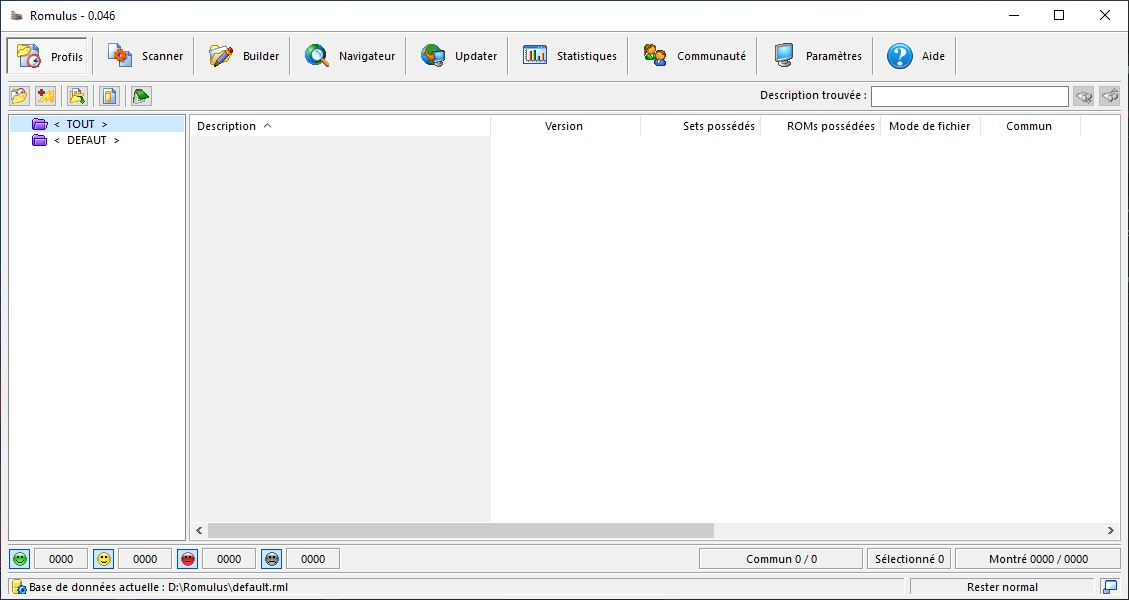 Romulus - 0.046
Profils Scanner Builder Navigateur Updater Statistiques Communauté Paramètres Aide
Description trouvée :
< TOUT >
< DEFAUT >
Description Version Sets possédés ROMs possédées Mode de fichier Commun
0000 0000 0000 0000 Commun 0 / 0 Sélectionné 0 Montré 0000 / 0000
Base de données actuelle : D:\Romulus\default.rml Rester normal